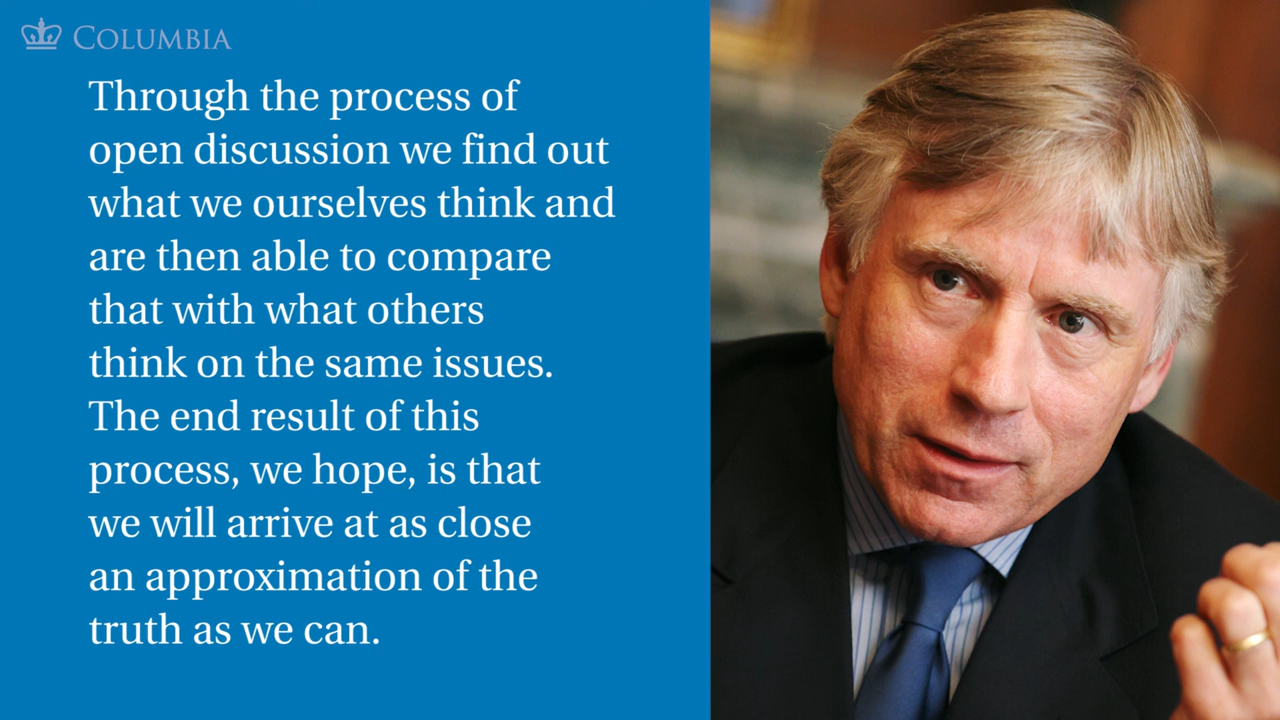 COLUMBIA
Through the process of
open discussion we find out
what we ourselves think and
are then able to compare
that with what others
think on the same issues.
The end result of this
process, we hope, is that
we will arrive at as close
an approximation of the
truth as we can.